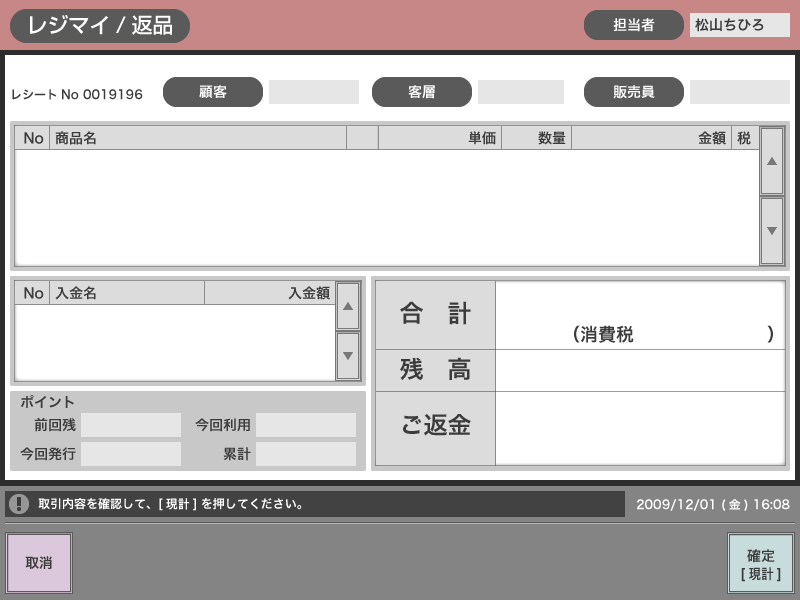 レジマイ / 返品
担当者 松山ちひろ
レシート No 0019196 顧客 客層 販売員
No 商品名 単価 数量 金額 税
No 入金名 入金額
合 計
(消費税 )
残 高
ご返金
ポイント
前回残 今回利用
今回発行 累計
取引内容を確認して、[ 現計 ] を押してください。
2009/12/01 ( 金 ) 16:08
取消
確定
[ 現計 ]